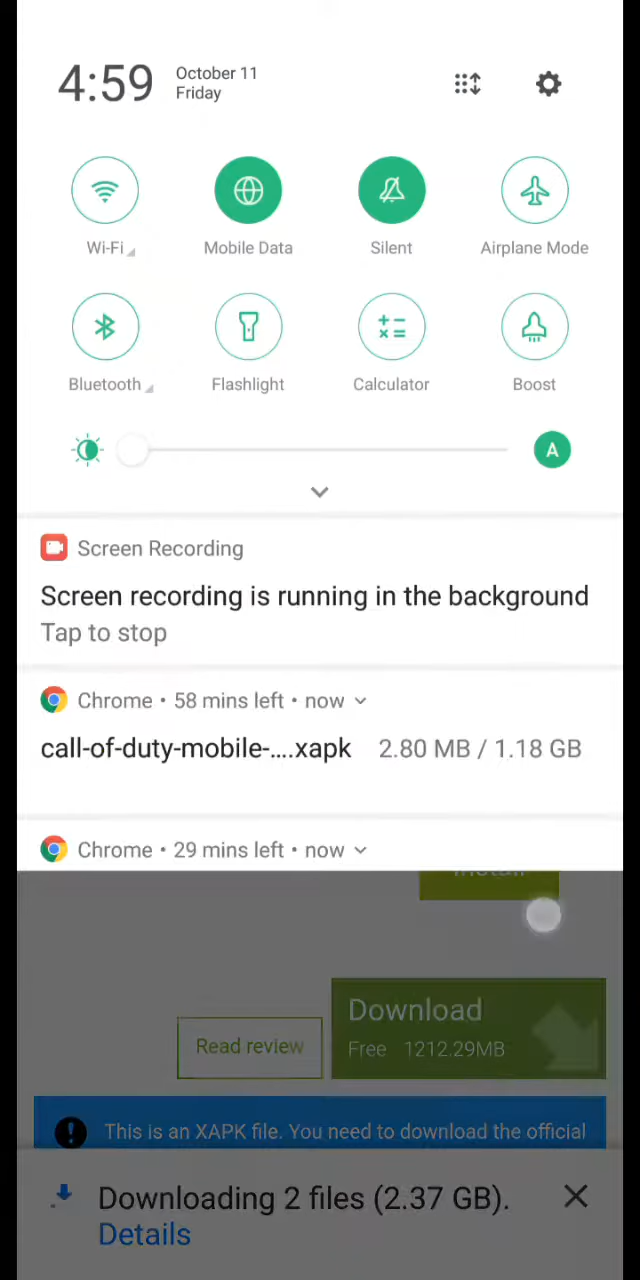 4:59
October 11
Friday
Wi-Fi
Mobile Data
Silent
Airplane Mode
Bluetooth
Flashlight
Calculator
Boost
A
Screen Recording
Screen recording is running in the background
Tap to stop
Chrome • 58 mins left • now
call-of-duty-mobile-....xapk 2.80 MB / 1.18 GB
Chrome • 29 mins left • now
Install
Download
Read review
Free 1212.29MB
This is an XAPK file. You need to download the official
Downloading 2 files (2.37 GB).
Details